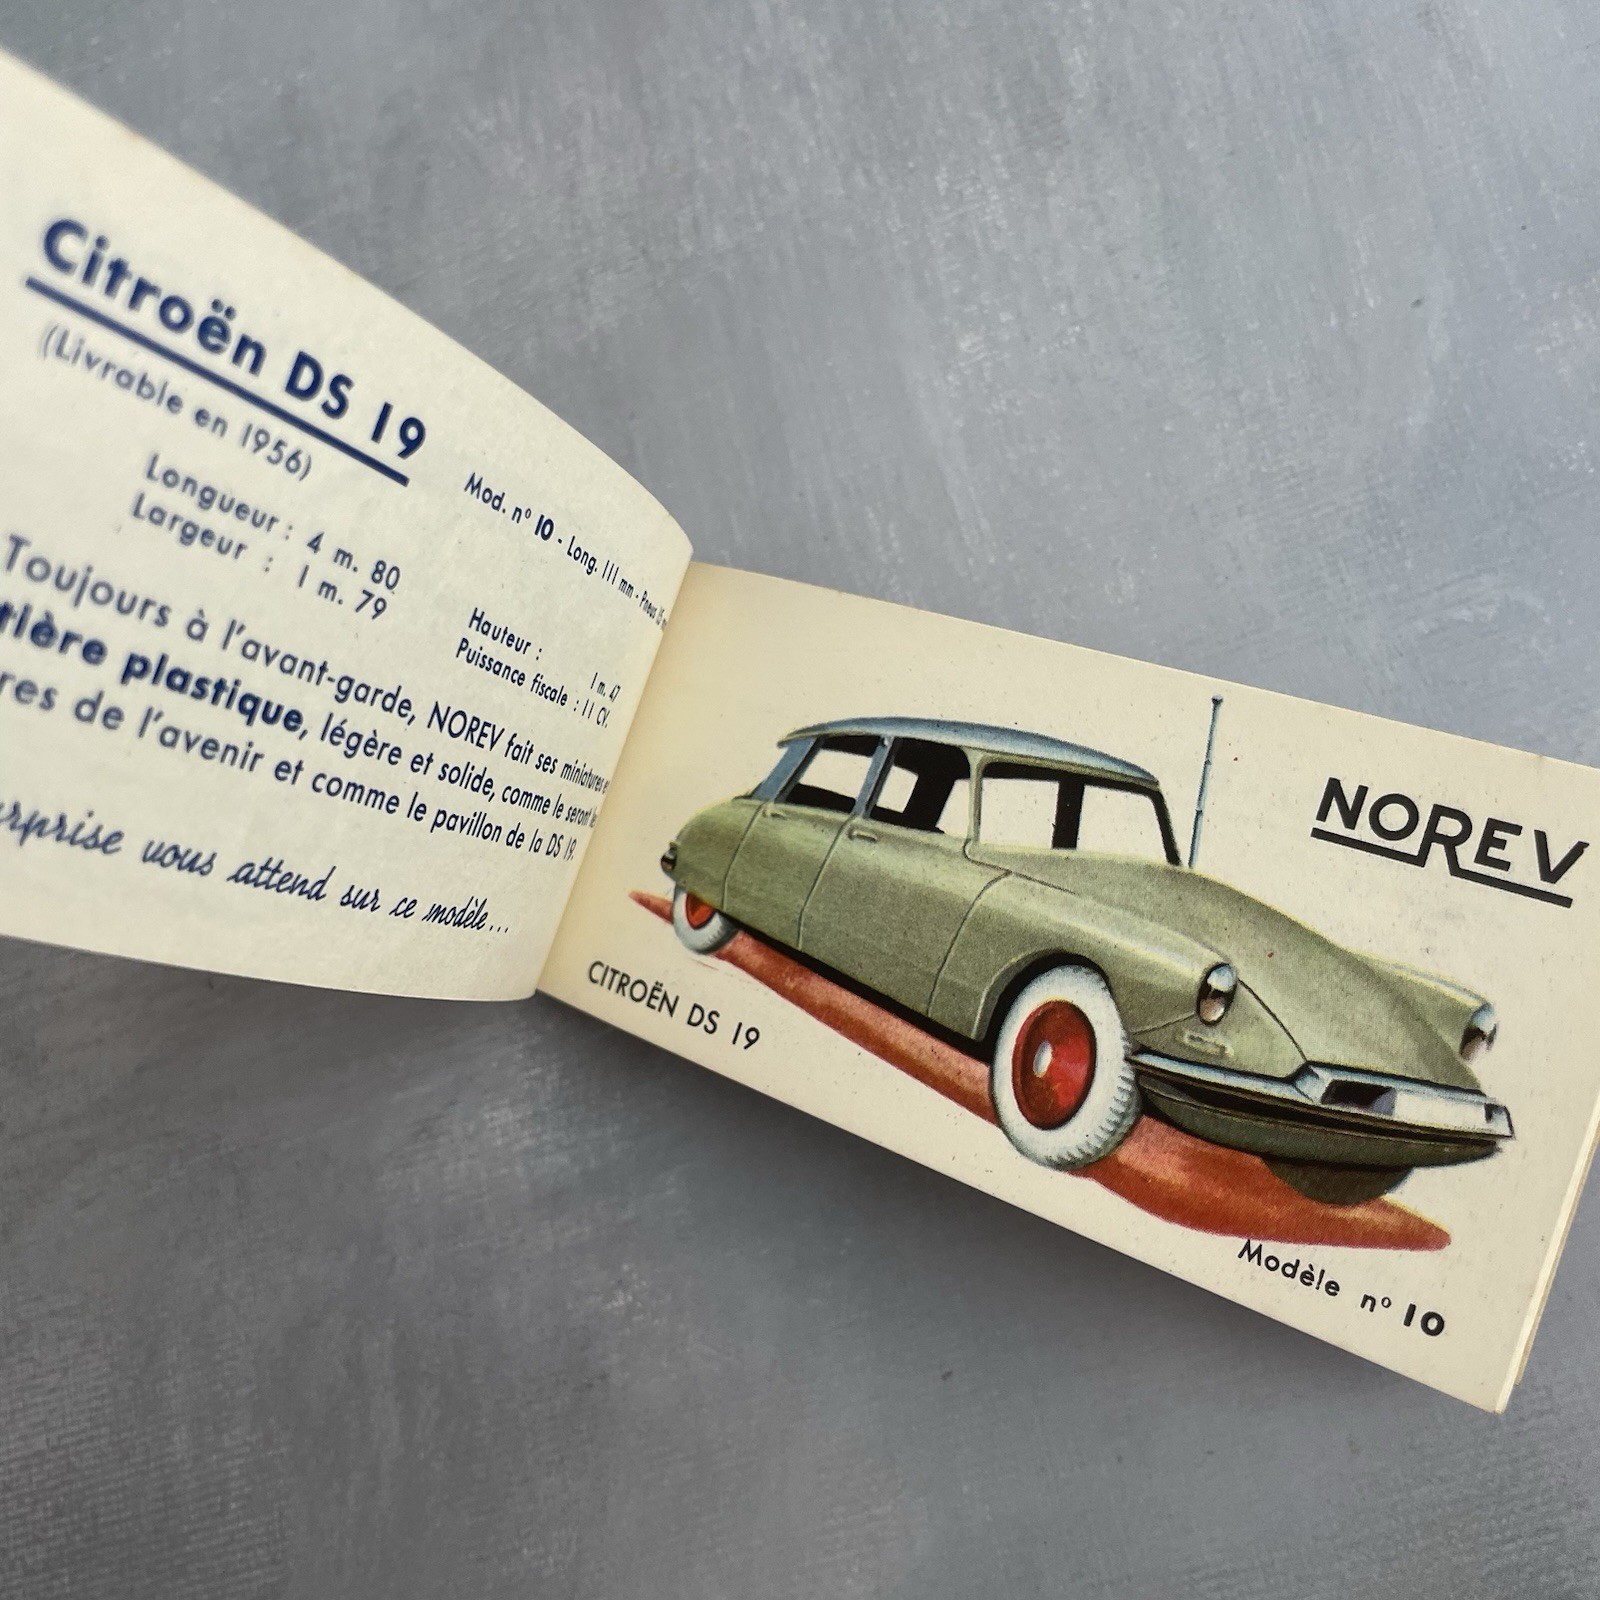 Citroën DS 19
(Livrable en 1956)
Mod. n° 10 - Long. 111 mm - Pneus 15
Longueur : 4 m. 80
Largeur : 1 m. 79
Hauteur : 1 m. 47
Puissance fiscale : 11 CV.
Toujours à l'avant-garde, NOREV fait ses miniatures
plastique, légère et solide, comme le seront
de l'avenir et comme le pavillon de la DS 19.
vous attend sur ce modèle...
NOREV
CITROËN DS 19
Modèle n° 10